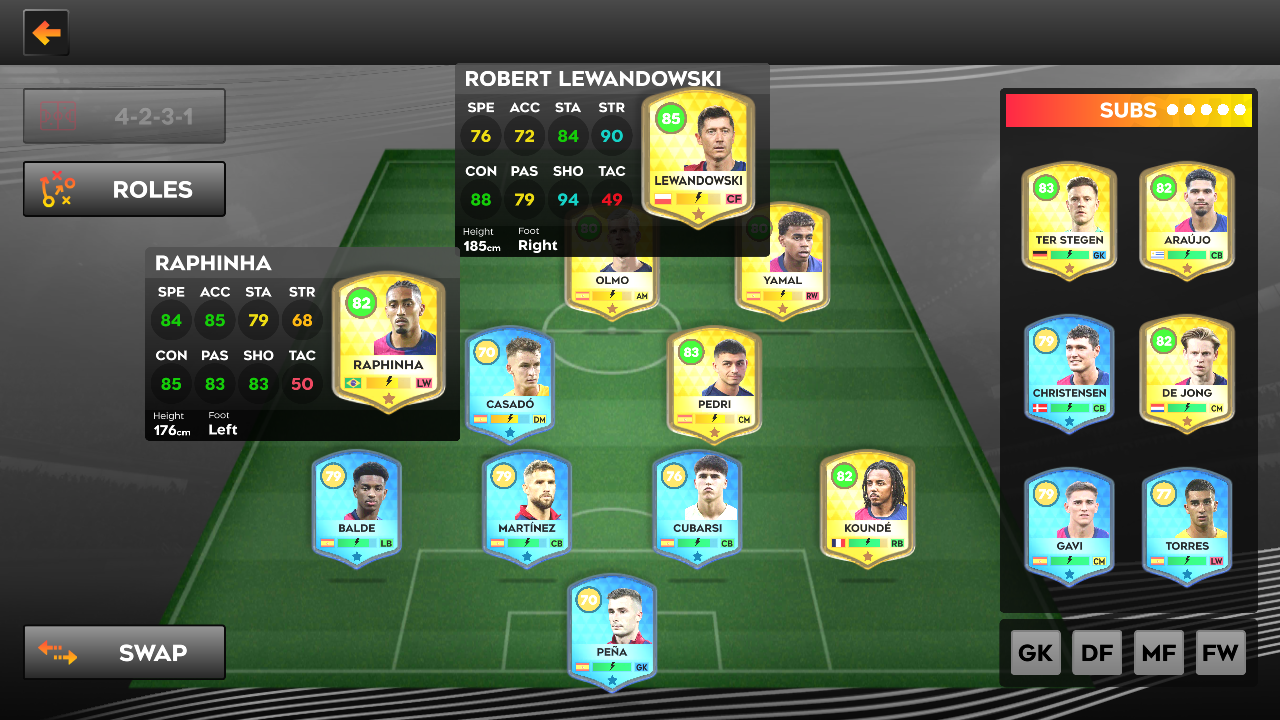 4-2-3-1
ROLES
ROBERT LEWANDOWSKI
SPE ACC STA STR
76 72 84 90
CON PAS SHO TAC
88 79 94 49
Height Foot
185cm Right
85
LEWANDOWSKI
CF
RAPHINHA
SPE ACC STA STR
84 85 79 68
CON PAS SHO TAC
85 83 83 50
Height Foot
176cm Left
82
RAPHINHA
LW
80
OLMO
AM
80
YAMAL
RW
70
CASADÓ
DM
83
PEDRI
CM
79
BALDE
LB
79
MARTÍNEZ
CB
76
CUBARSI
CB
82
KOUNDÉ
RB
70
PEÑA
GK
SWAP
SUBS
83
TER STEGEN
GK
82
ARAÚJO
CB
79
CHRISTENSEN
CB
82
DE JONG
CM
79
GAVI
CM
77
TORRES
LW
GK DF MF FW